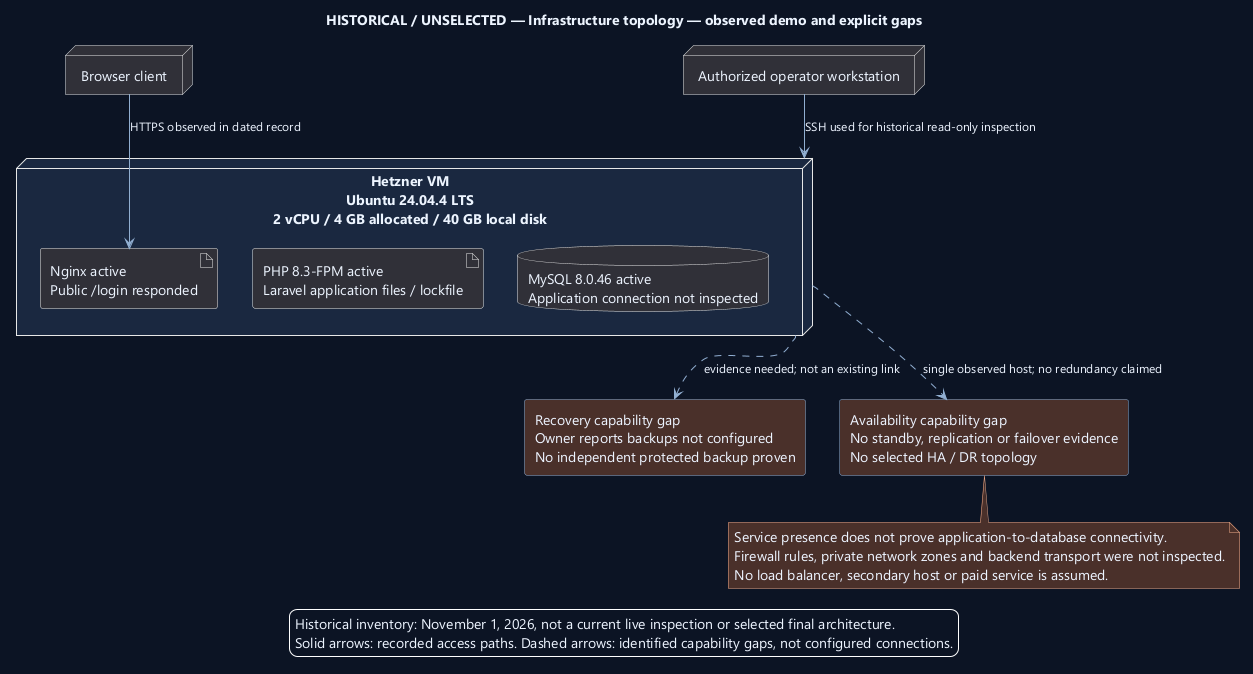 HISTORICAL / UNSELECTED — Infrastructure topology — observed demo and explicit gaps
Browser client
Authorized operator workstation
HTTPS observed in dated record
SSH used for historical read-only inspection
Hetzner VM
Ubuntu 24.04.4 LTS
2 vCPU / 4 GB allocated / 40 GB local disk
Nginx active
Public /login responded
PHP 8.3-FPM active
Laravel application files / lockfile
MySQL 8.0.46 active
Application connection not inspected
evidence needed; not an existing link
single observed host; no redundancy claimed
Recovery capability gap
Owner reports backups not configured
No independent protected backup proven
Availability capability gap
No standby, replication or failover evidence
No selected HA / DR topology
Service presence does not prove application-to-database connectivity.
Firewall rules, private network zones and backend transport were not inspected.
No load balancer, secondary host or paid service is assumed.
Historical inventory: November 1, 2026, not a current live inspection or selected final architecture.
Solid arrows: recorded access paths. Dashed arrows: identified capability gaps, not configured connections.